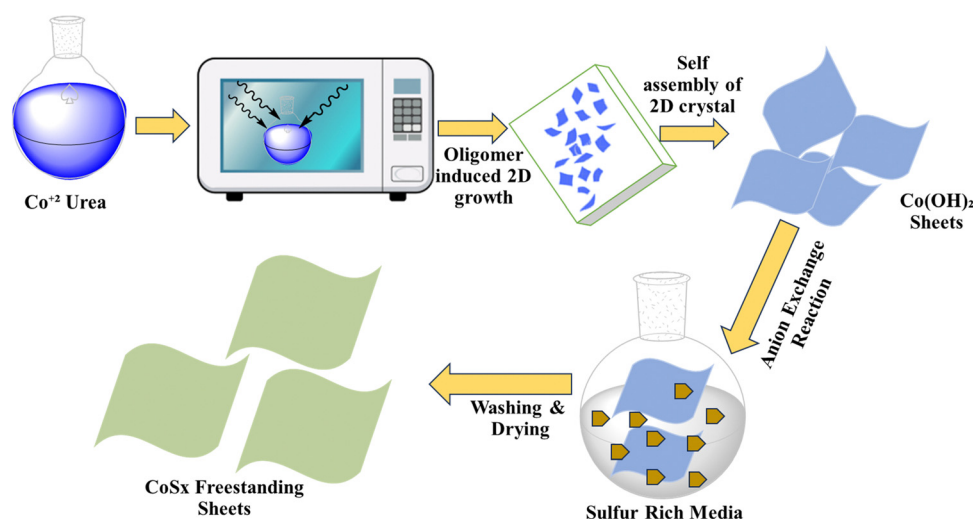 Co⁺² Urea
Oligomer
induced 2D
growth
Self
assembly of
2D crystal
Co(OH)₂
Sheets
Anion Exchange
Reaction
Sulfur Rich Media
Washing &
Drying
CoSx Freestanding
Sheets